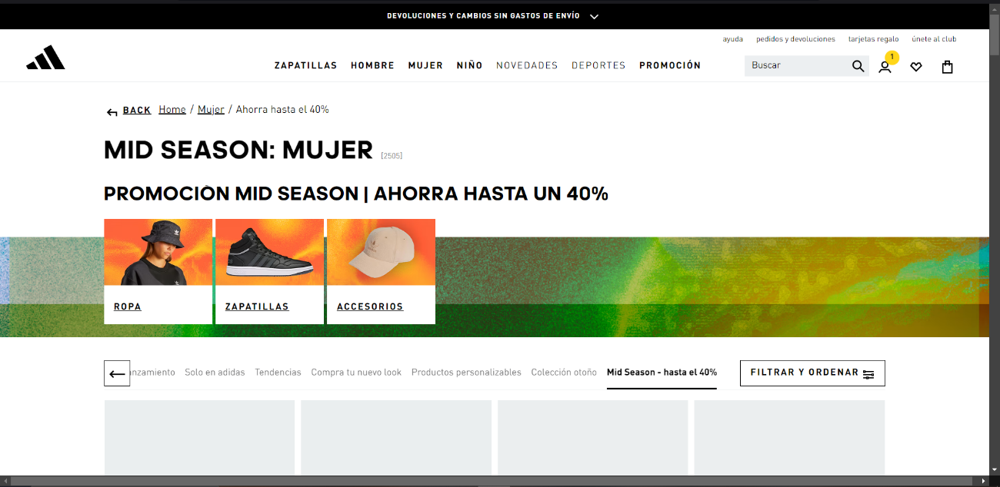 DEVOLUCIONES Y CAMBIOS SIN GASTOS DE ENVÍO
ayuda pedidos y devoluciones tarjetas regalo únete al club
ZAPATILLAS HOMBRE MUJER NIÑO NOVEDADES DEPORTES PROMOCIÓN Buscar 1
BACK Home / Mujer / Ahorra hasta el 40%
MID SEASON: MUJER [2505]
PROMOCIÓN MID SEASON | AHORRA HASTA UN 40%
ROPA ZAPATILLAS ACCESORIOS
nzamiento Solo en adidas Tendencias Compra tu nuevo look Productos personalizables Colección otoño Mid Season - hasta el 40% FILTRAR Y ORDENAR